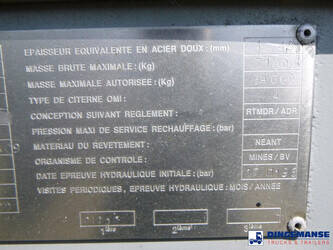 EPAISSEUR EQUIVALENTE EN ACIER DOUX: (mm)
MASSE BRUTE MAXIMALE: (Kg)
MASSE MAXIMALE AUTORISEE: (Kg)
TYPE DE CITERNE OMI:
CONCEPTION SUIVANT REGLEMENT: RTMDR / ADR
PRESSION MAXI DE SERVICE RECHAUFFAGE: (bar)
MATERIAU DU REVETEMENT: NEANT
ORGANISME DE CONTROLE: MINES / BV
DATE EPREUVE HYDRAULIQUE INITIALE: (bar)
VISITES PERIODIQUES, EPREUVE HYDRAULIQUE: MOIS / ANNEE
DINGEMANSE
TRUCKS & TRAILERS